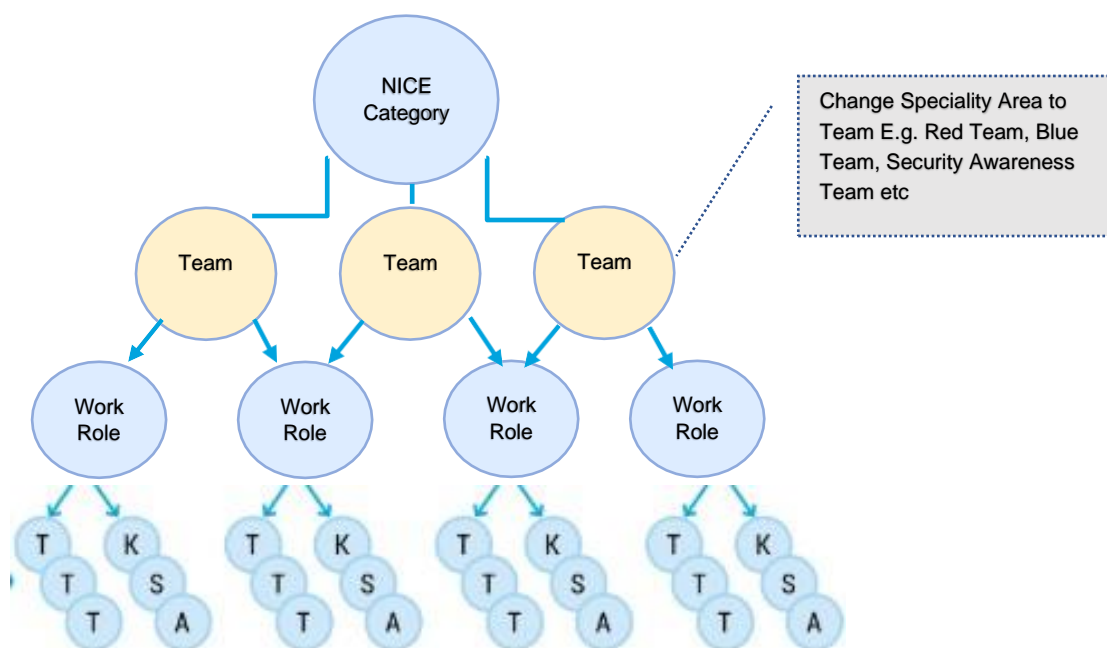 NICE
Category
Change Speciality Area to
Team E.g. Red Team, Blue
Team, Security Awareness
Team etc
Team
Team
Team
Work
Role
Work
Role
Work
Role
Work
Role
T K
T S
T A
T K
T S
T A
T K
T S
T A
T K
T S
T A